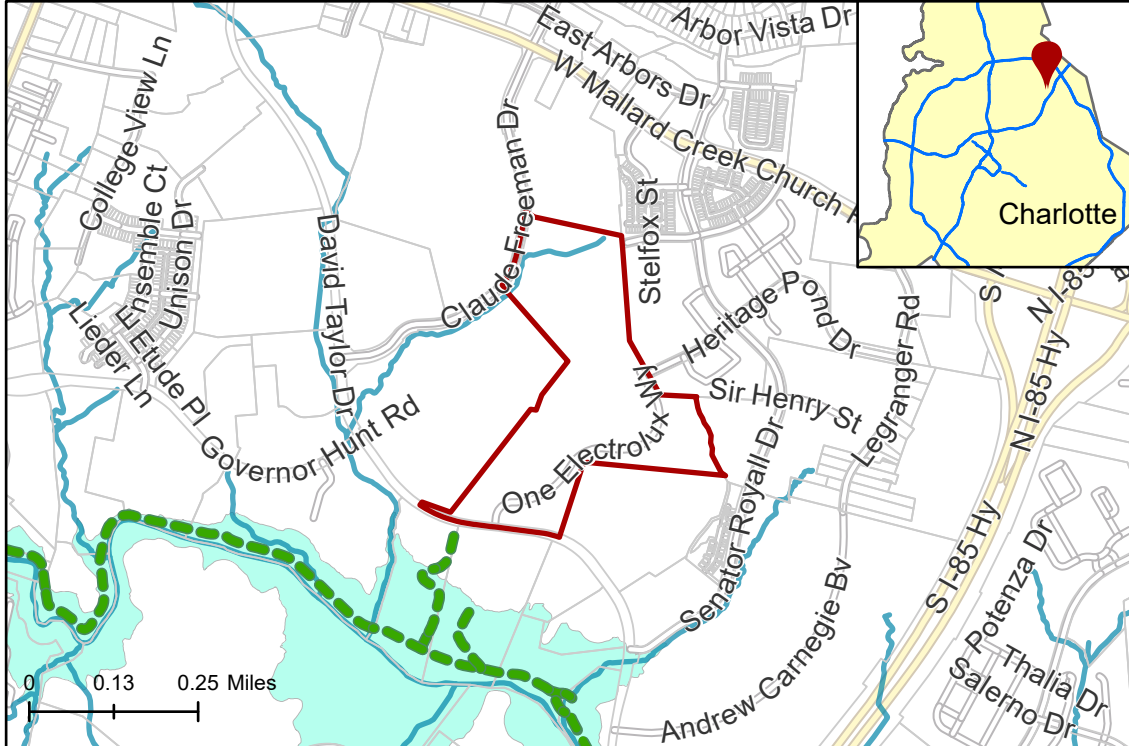 Arbor Vista Dr
East Arbors Dr
W Mallard Creek Church R
College View Ln
Claude Freeman Dr
Ensemble Ct
Unison Dr
Stelfox St
David Taylor Dr
Charlotte
Heritage Pond Dr
Legranger Rd
S I
N I-85
N I-85 Hy
Lieder Ln
Etude Pl
Governor Hunt Rd
One Electrolux Wy
Sir Henry St
Senator Royall Dr
S I-85 Hy
Potenza Dr
Andrew Carnegie Bv
Thalia Dr
Salerno Dr
0 0.13 0.25 Miles